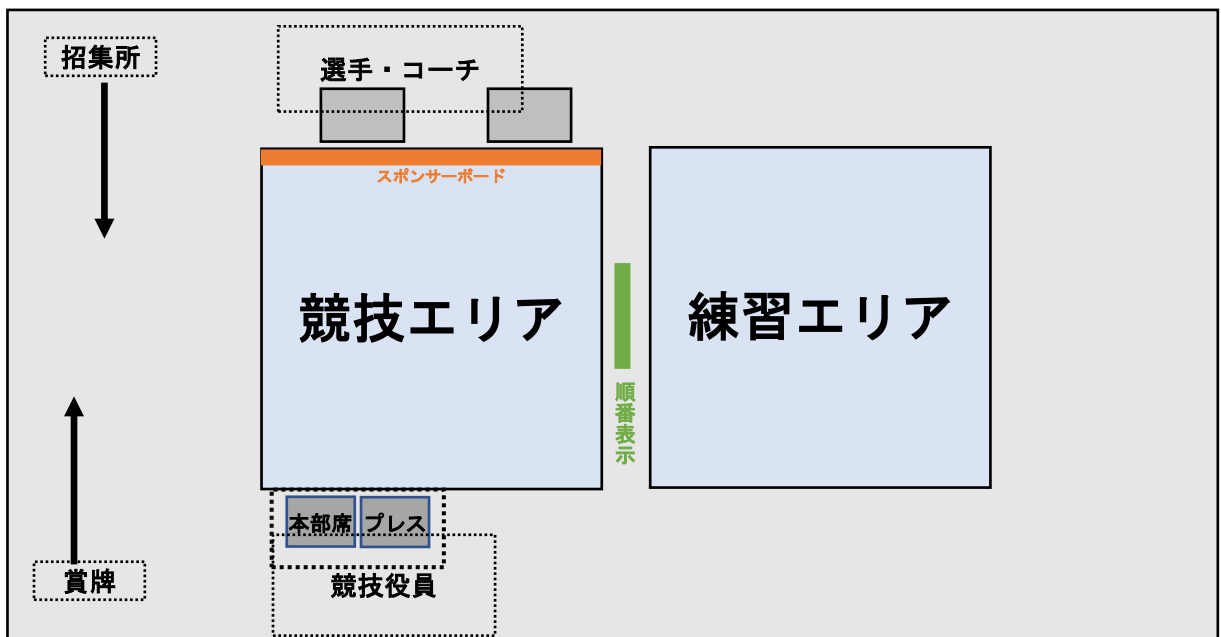 招集所
選手・コーチ
スポンサーボード
競技エリア
練習エリア
順番表示
本部席
プレス
賞牌
競技役員